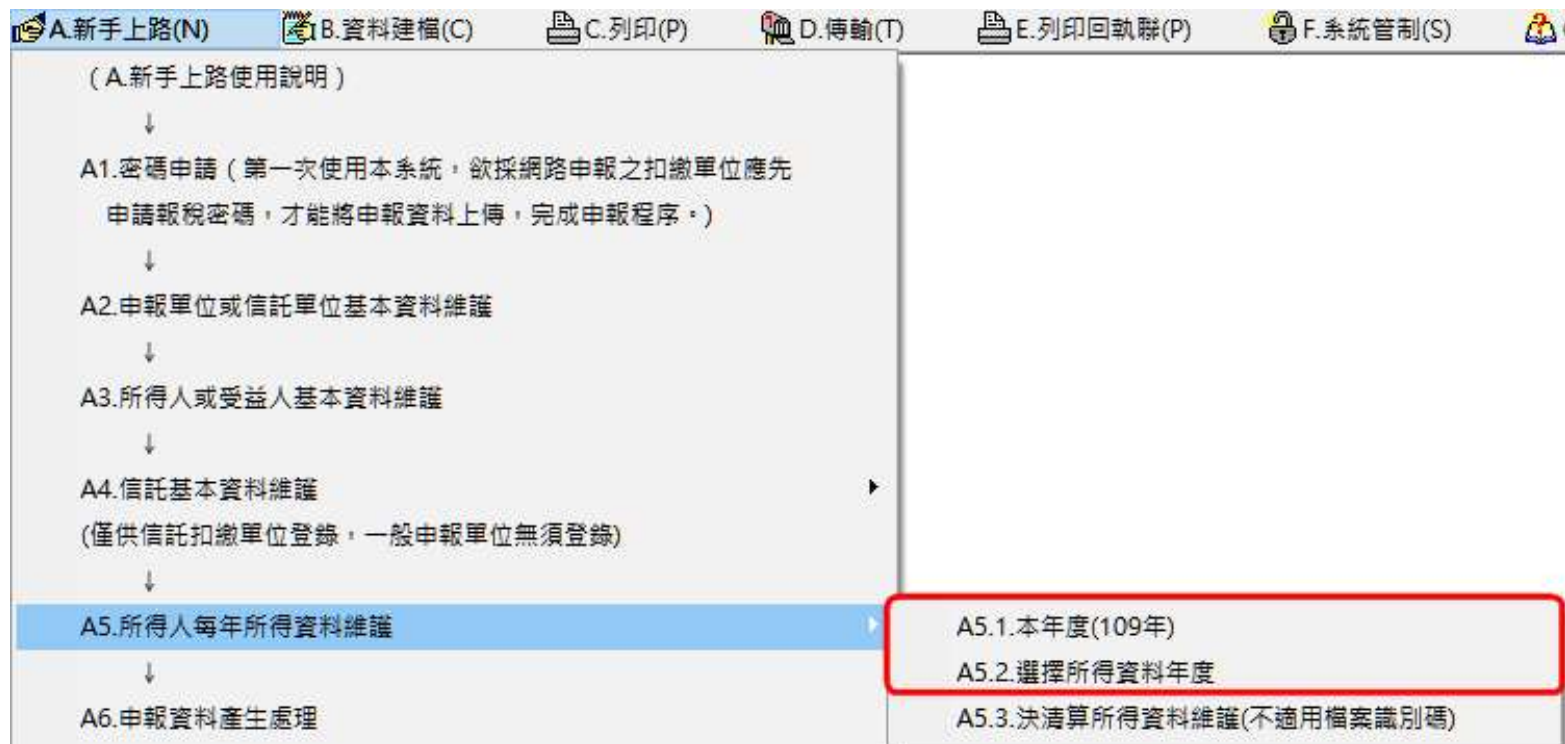 A.新手上路(N) B.資料建檔(C) C.列印(P) D.傳輸(T) E.列印回執聯(P) F.系統管制(S)
(A.新手上路使用說明)
↓
A1.密碼申請(第一次使用本系統,欲採網路申報之扣繳單位應先
申請報稅密碼,才能將申報資料上傳,完成申報程序。)
↓
A2.申報單位或信託單位基本資料維護
↓
A3.所得人或受益人基本資料維護
↓
A4.信託基本資料維護
(僅供信託扣繳單位登錄,一般申報單位無須登錄)
↓
A5.所得人每年所得資料維護 A5.1.本年度(109年)
↓ A5.2.選擇所得資料年度
A6.申報資料產生處理 A5.3.決清算所得資料維護(不適用檔案識別碼)